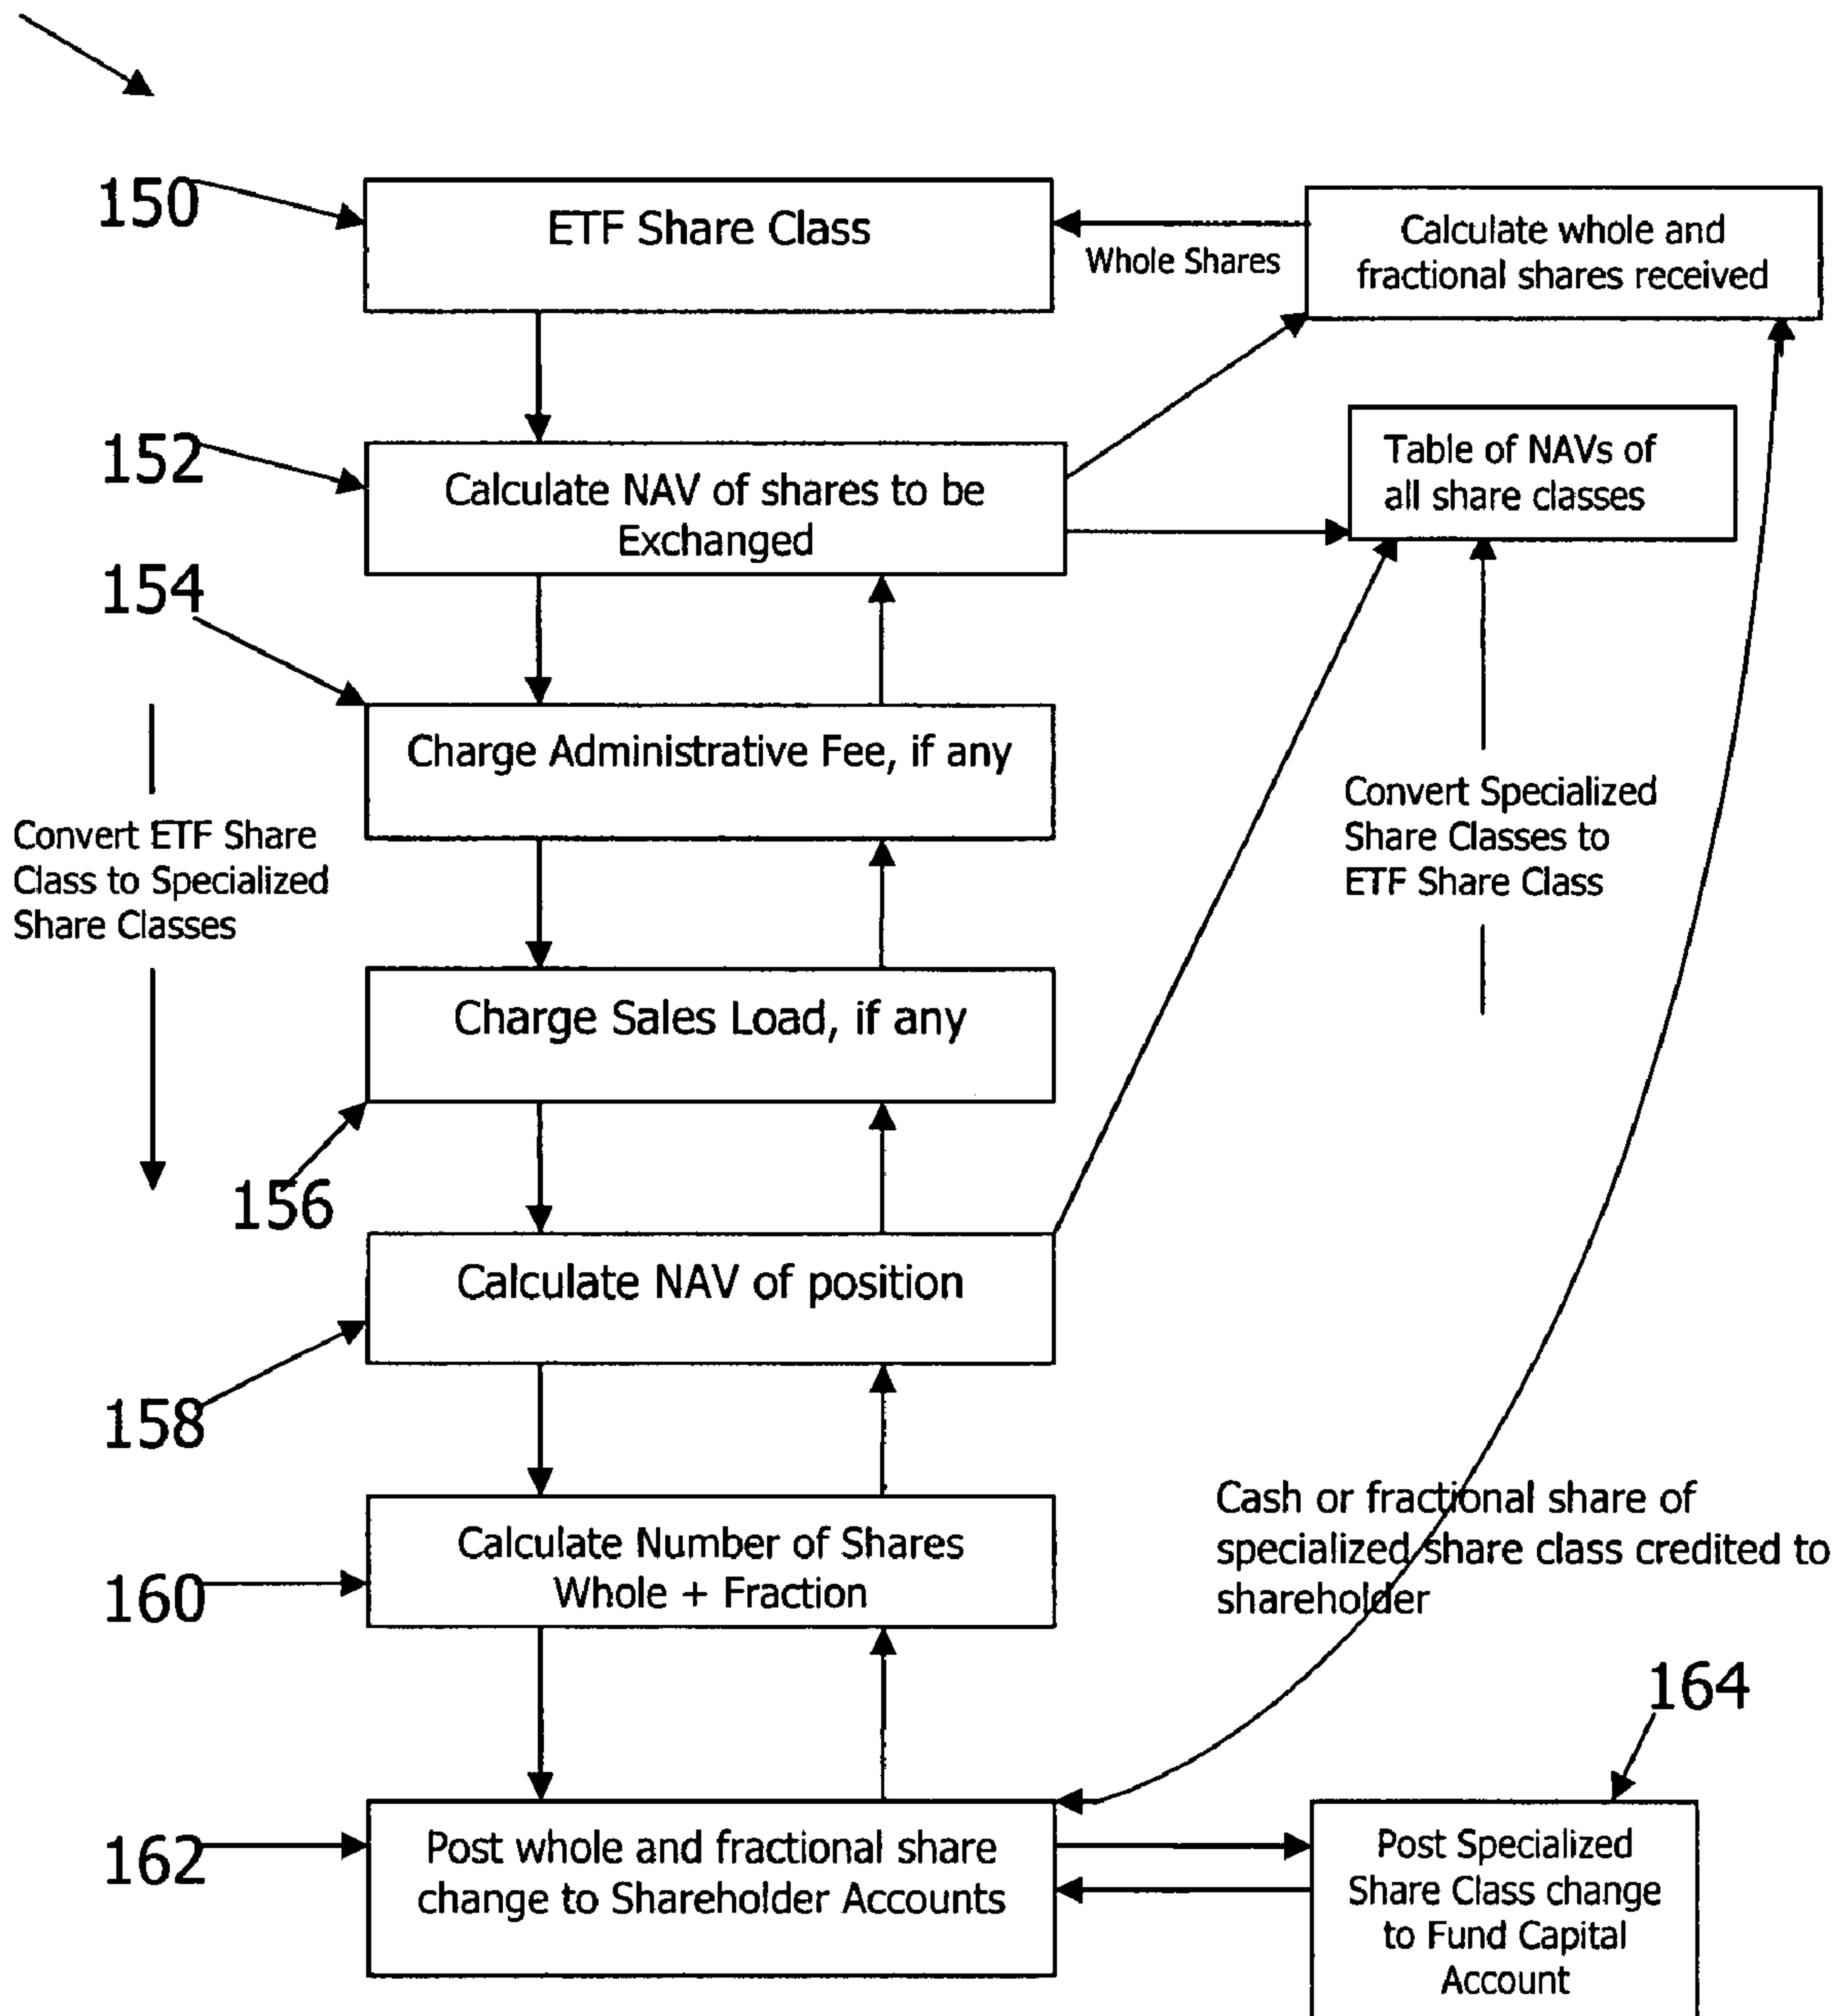 150
ETF Share Class
Whole Shares
Calculate whole and
fractional shares received
152
Calculate NAV of shares to be
Exchanged
Table of NAVs of
all share classes
154
Charge Administrative Fee, if any
Convert ETF Share
Class to Specialized
Share Classes
Convert Specialized
Share Classes to
ETF Share Class
Charge Sales Load, if any
156
Calculate NAV of position
158
Calculate Number of Shares
Whole + Fraction
160
Cash or fractional share of
specialized share class credited to
shareholder
164
162
Post whole and fractional share
change to Shareholder Accounts
Post Specialized
Share Class change
to Fund Capital
Account